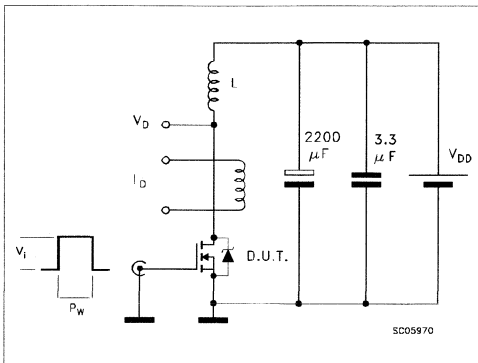 L
V_D
2200
μF
3.3
μF
V_DD
I_D
V_i
D.U.T.
P_W
SC05970